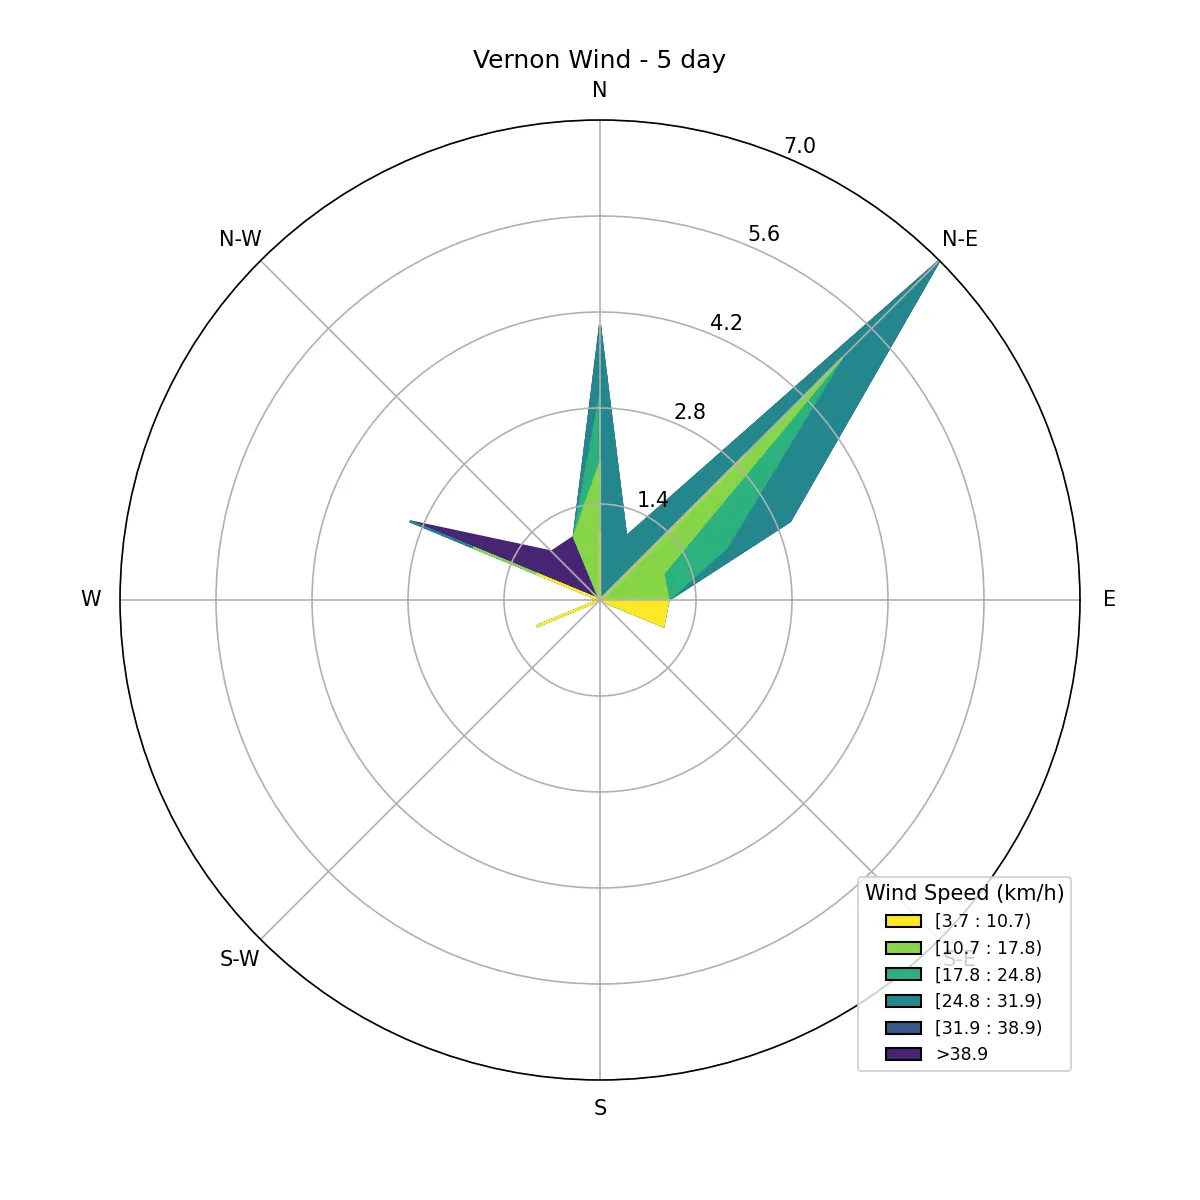 Vernon Wind - 5 day
N
7.0
5.6
N-W
N-E
4.2
2.8
1.4
W
E
Wind Speed (km/h)
[3.7 : 10.7)
[10.7 : 17.8)
S-W
S-E
[17.8 : 24.8)
[24.8 : 31.9)
[31.9 : 38.9)
>38.9
S